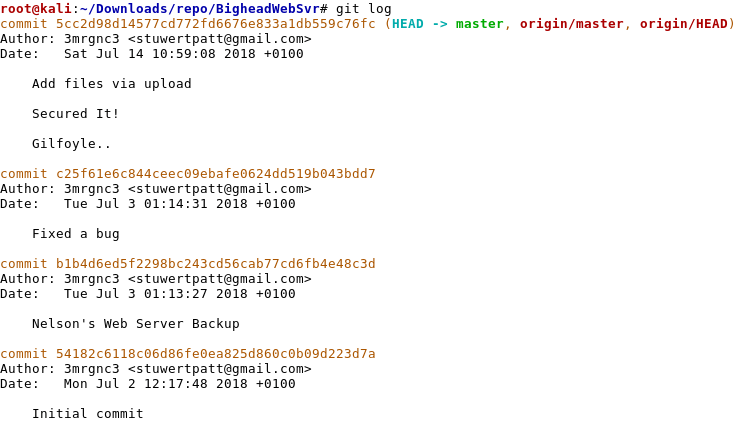 root@kali:~/Downloads/repo/BigheadWebSvr# git log
commit 5cc2d98d14577cd772fd6676e833a1db559c76fc (HEAD -> master, origin/master, origin/HEAD)
Author: 3mrgnc3 <stuwertpatt@gmail.com>
Date:   Sat Jul 14 10:59:08 2018 +0100
    Add files via upload
    Secured It!
    Gilfoyle..
commit c25f61e6c844ceec09ebafe0624dd519b043bdd7
Author: 3mrgnc3 <stuwertpatt@gmail.com>
Date:   Tue Jul 3 01:14:31 2018 +0100
    Fixed a bug
commit b1b4d6ed5f2298bc243cd56cab77cd6fb4e48c3d
Author: 3mrgnc3 <stuwertpatt@gmail.com>
Date:   Tue Jul 3 01:13:27 2018 +0100
    Nelson's Web Server Backup
commit 54182c6118c06d86fe0ea825d860c0b09d223d7a
Author: 3mrgnc3 <stuwertpatt@gmail.com>
Date:   Mon Jul 2 12:17:48 2018 +0100
    Initial commit